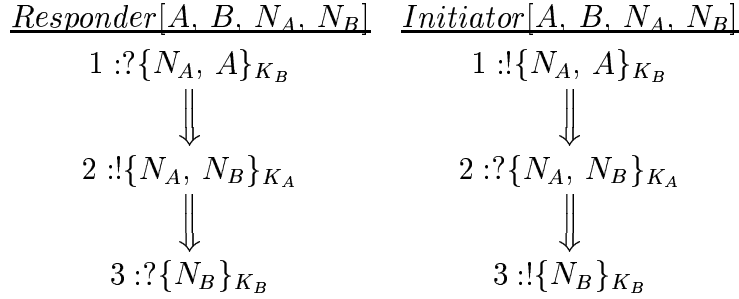 Responder[A, B, N_A, N_B] Initiator[A, B, N_A, N_B]
1 :?{N_A, A}_{K_B} 1 :!{N_A, A}_{K_B}
2 :!{N_A, N_B}_{K_A} 2 :?{N_A, N_B}_{K_A}
3 :?{N_B}_{K_B} 3 :!{N_B}_{K_B}